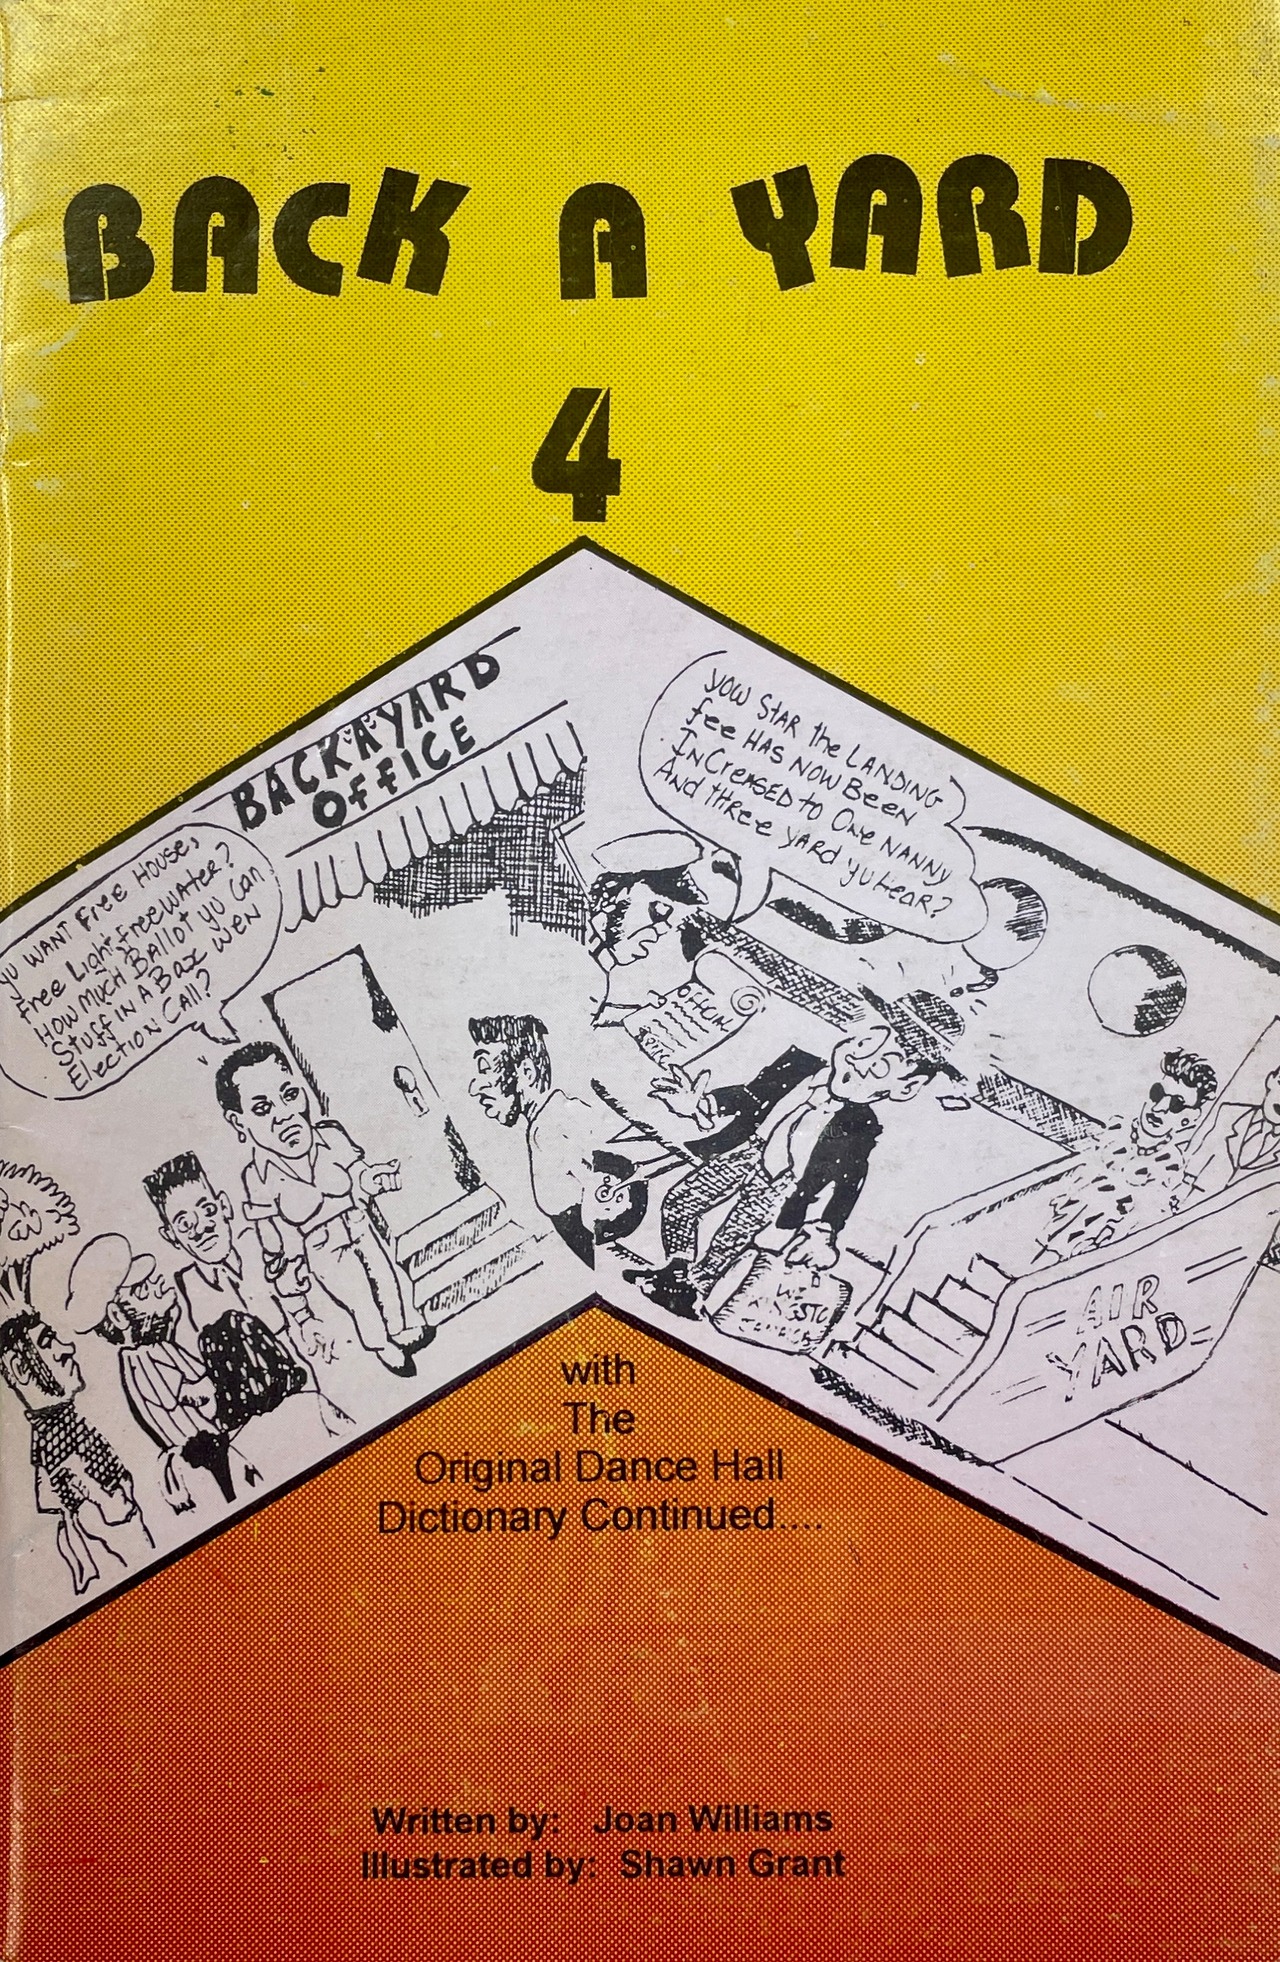 BACK A YARD
4
BACK'A'YARD
OFFICE
yu WANT Free House,
Free Light, Free WATER?
HOW MUCH BALLOT yu Can
Stuff IN A Bax WEN
Election CALL?
yow STAR the LANDING
fee HAS NOW BEEN
INCREASED to One NANNY
And three YARD yu HEAR?
OFFICIAL
AIR
YARD
with
The
Original Dance Hall
Dictionary Continued....
Written by: Joan Williams
Illustrated by: Shawn Grant